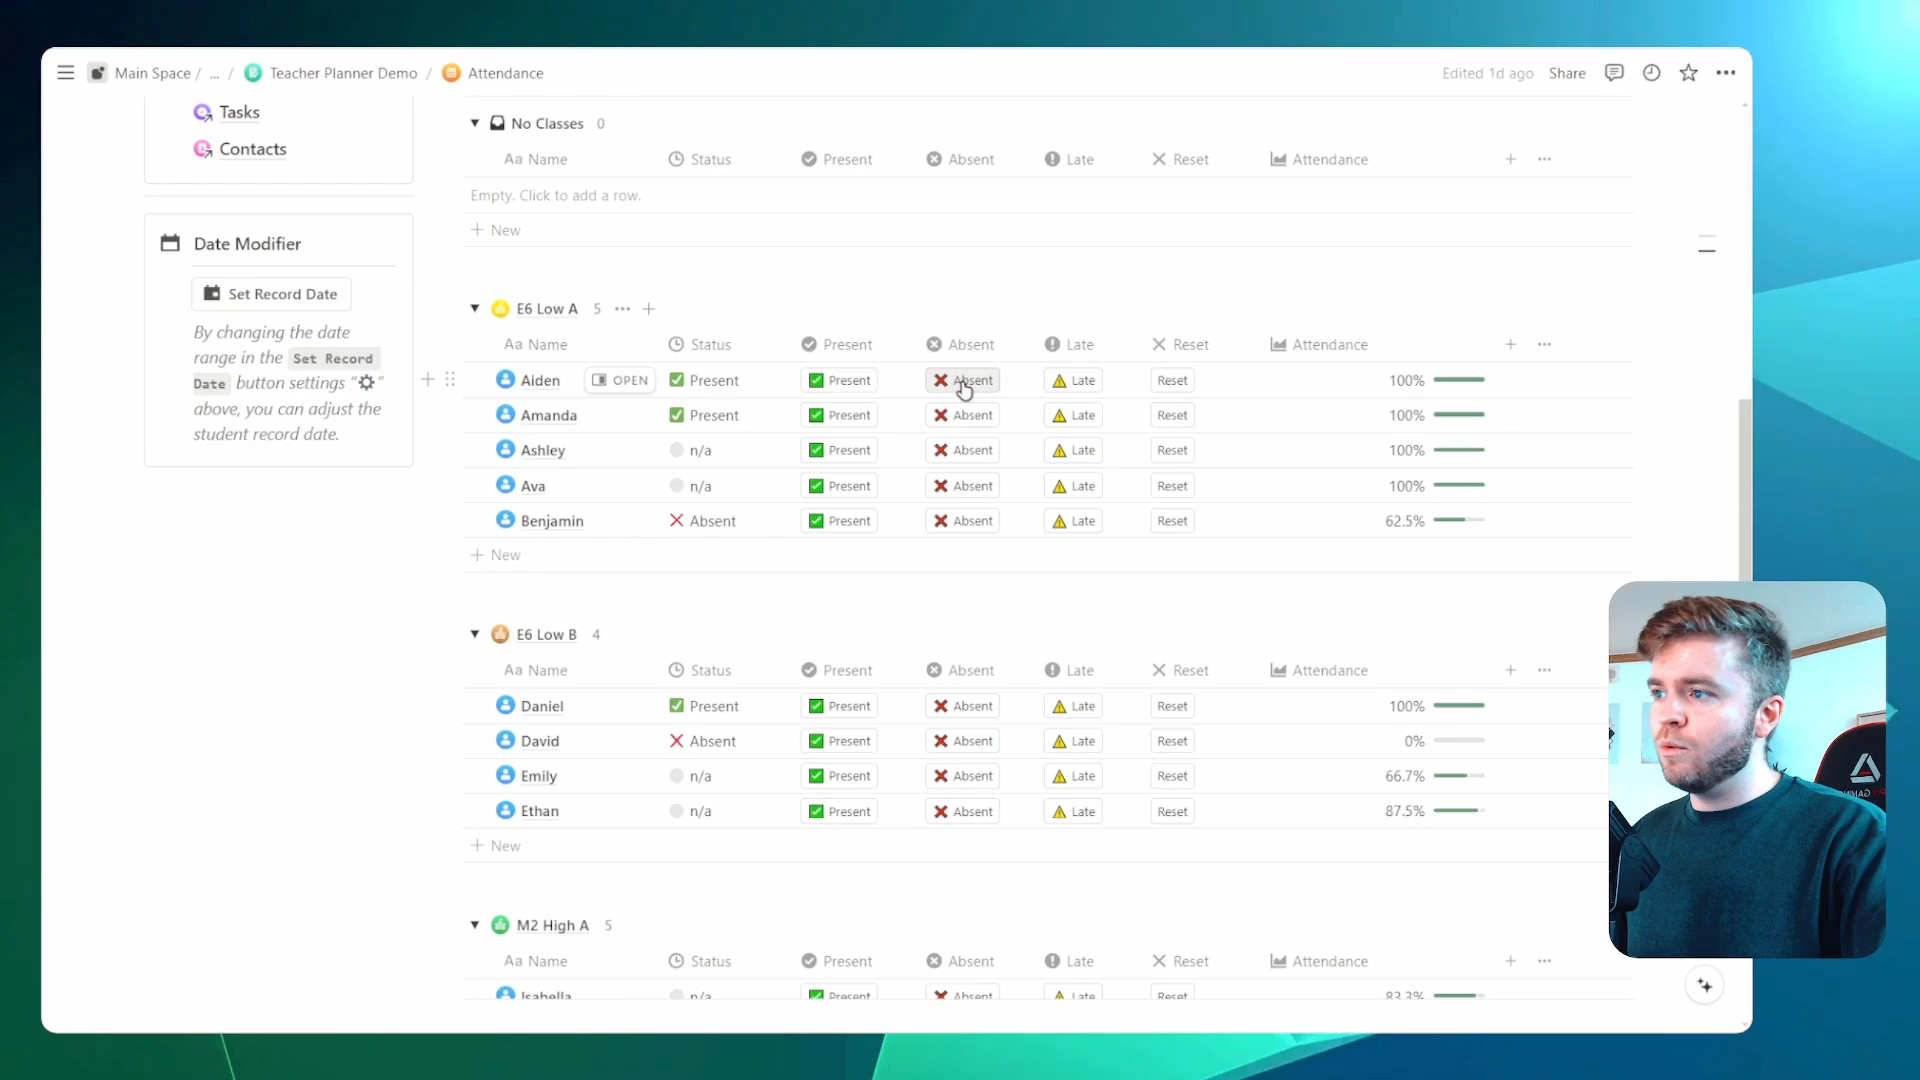 Main Space / ... / Teacher Planner Demo / Attendance
Edited 1d ago Share
Tasks
Contacts
Date Modifier
Set Record Date
By changing the date
range in the Set Record
Date button settings "⚙"
above, you can adjust the
student record date.
No Classes 0
Aa Name Status Present Absent Late Reset Attendance
Empty. Click to add a row.
+ New
E6 Low A 5
Aa Name Status Present Absent Late Reset Attendance
Aiden OPEN Present Present Absent Late Reset 100%
Amanda Present Present Absent Late Reset 100%
Ashley n/a Present Absent Late Reset 100%
Ava n/a Present Absent Late Reset 100%
Benjamin Absent Present Absent Late Reset 62.5%
+ New
E6 Low B 4
Aa Name Status Present Absent Late Reset Attendance
Daniel Present Present Absent Late Reset 100%
David Absent Present Absent Late Reset 0%
Emily n/a Present Absent Late Reset 66.7%
Ethan n/a Present Absent Late Reset 87.5%
+ New
M2 High A 5
Aa Name Status Present Absent Late Reset Attendance
Isabella n/a Present Absent Late Reset 83.3%